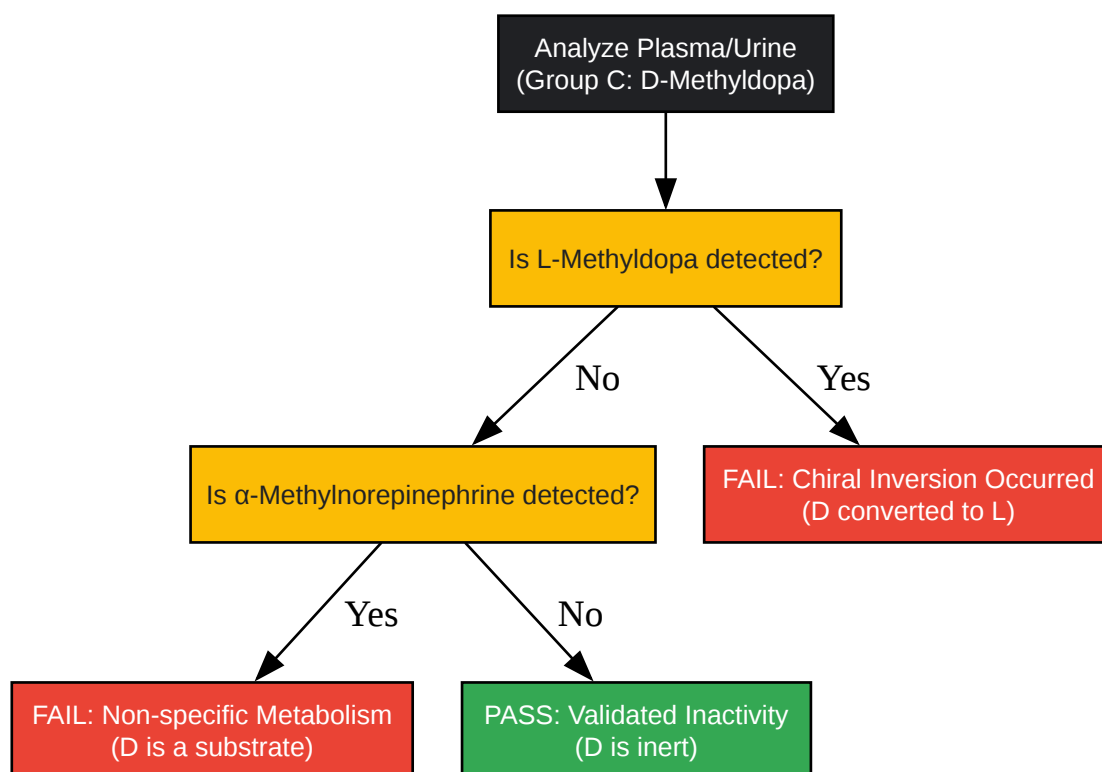 Analyze Plasma/Urine
(Group C: D-Methyldopa)
Is L-Methyldopa detected?
No
Yes
Is α-Methylnorepinephrine detected?
FAIL: Chiral Inversion Occurred
(D converted to L)
Yes
No
FAIL: Non-specific Metabolism
(D is a substrate)
PASS: Validated Inactivity
(D is inert)